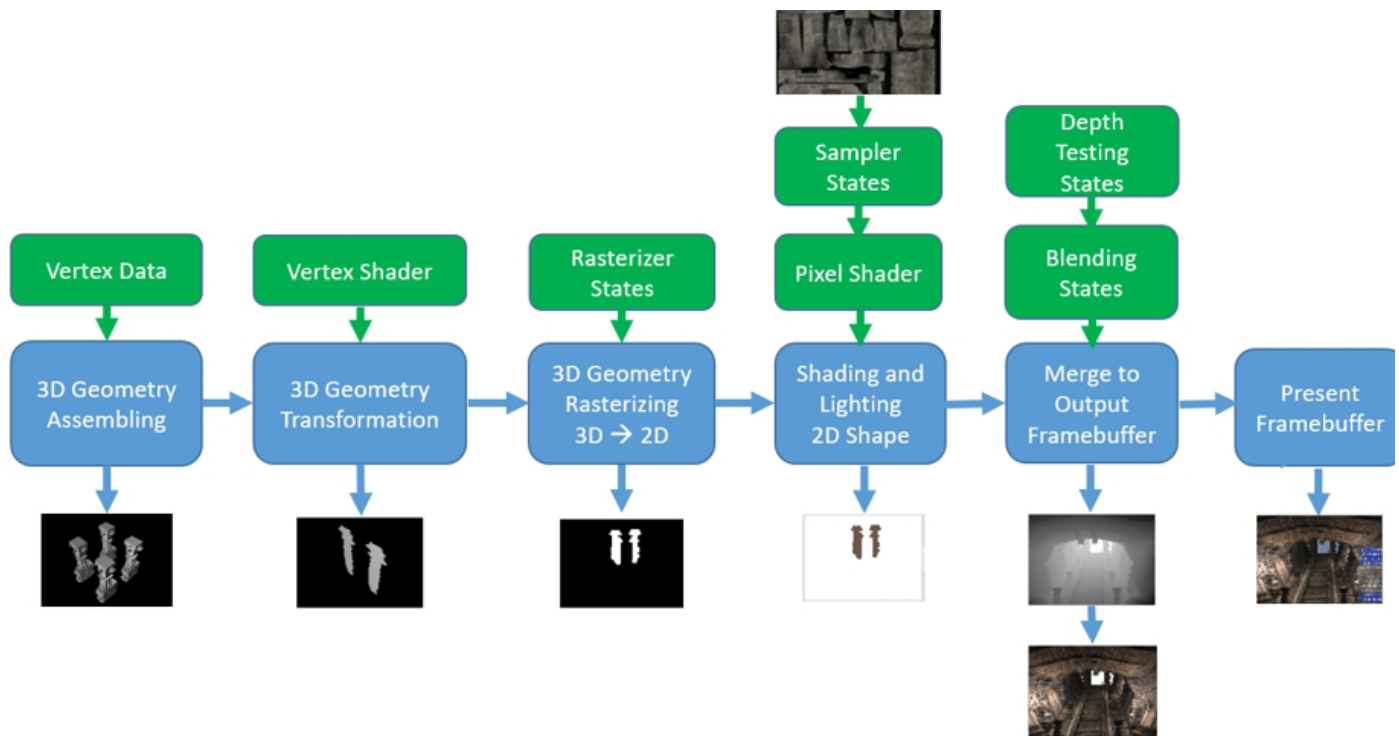 Sampler
States
Depth
Testing
States
Vertex Data
Vertex Shader
Rasterizer
States
Pixel Shader
Blending
States
3D Geometry
Assembling
3D Geometry
Transformation
3D Geometry
Rasterizing
3D → 2D
Shading and
Lighting
2D Shape
Merge to
Output
Framebuffer
Present
Framebuffer